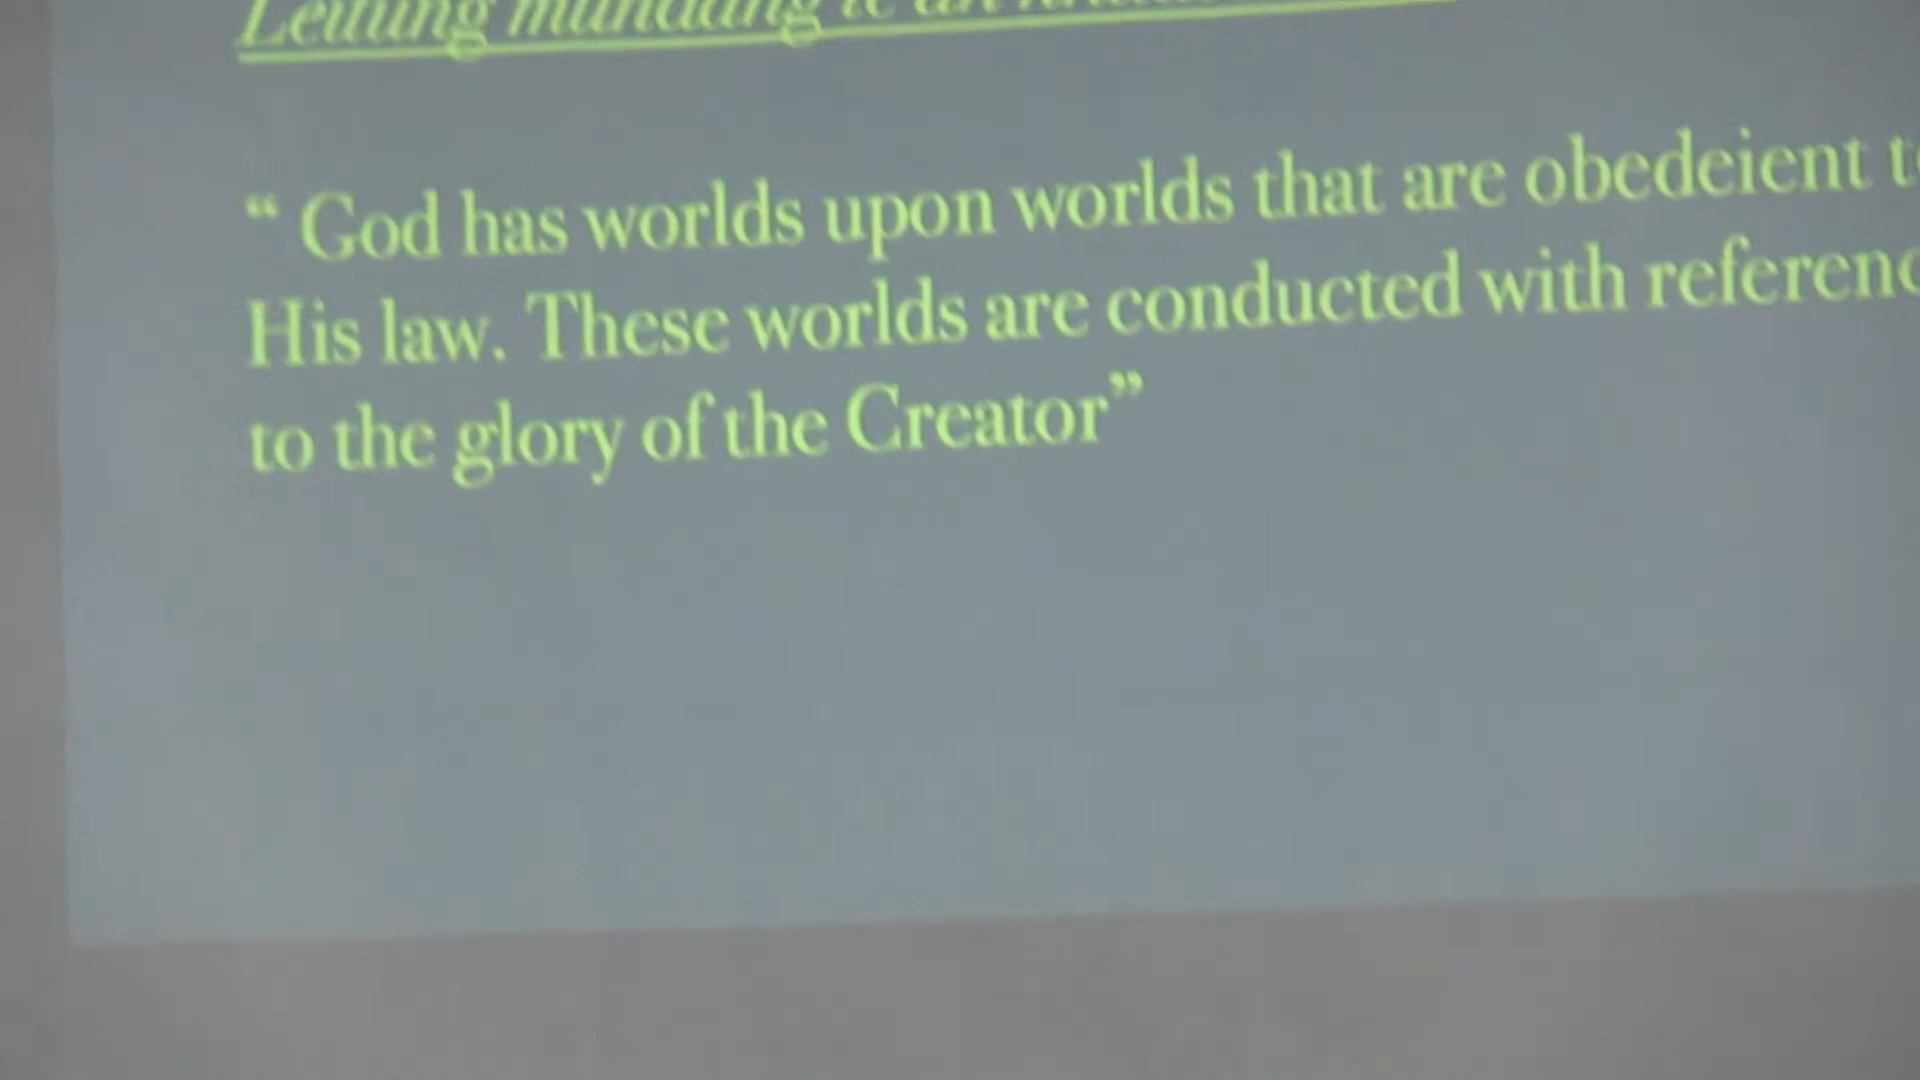 “ God has worlds upon worlds that are obedeient
His law. These worlds are conducted with
to the glory of the Creator”